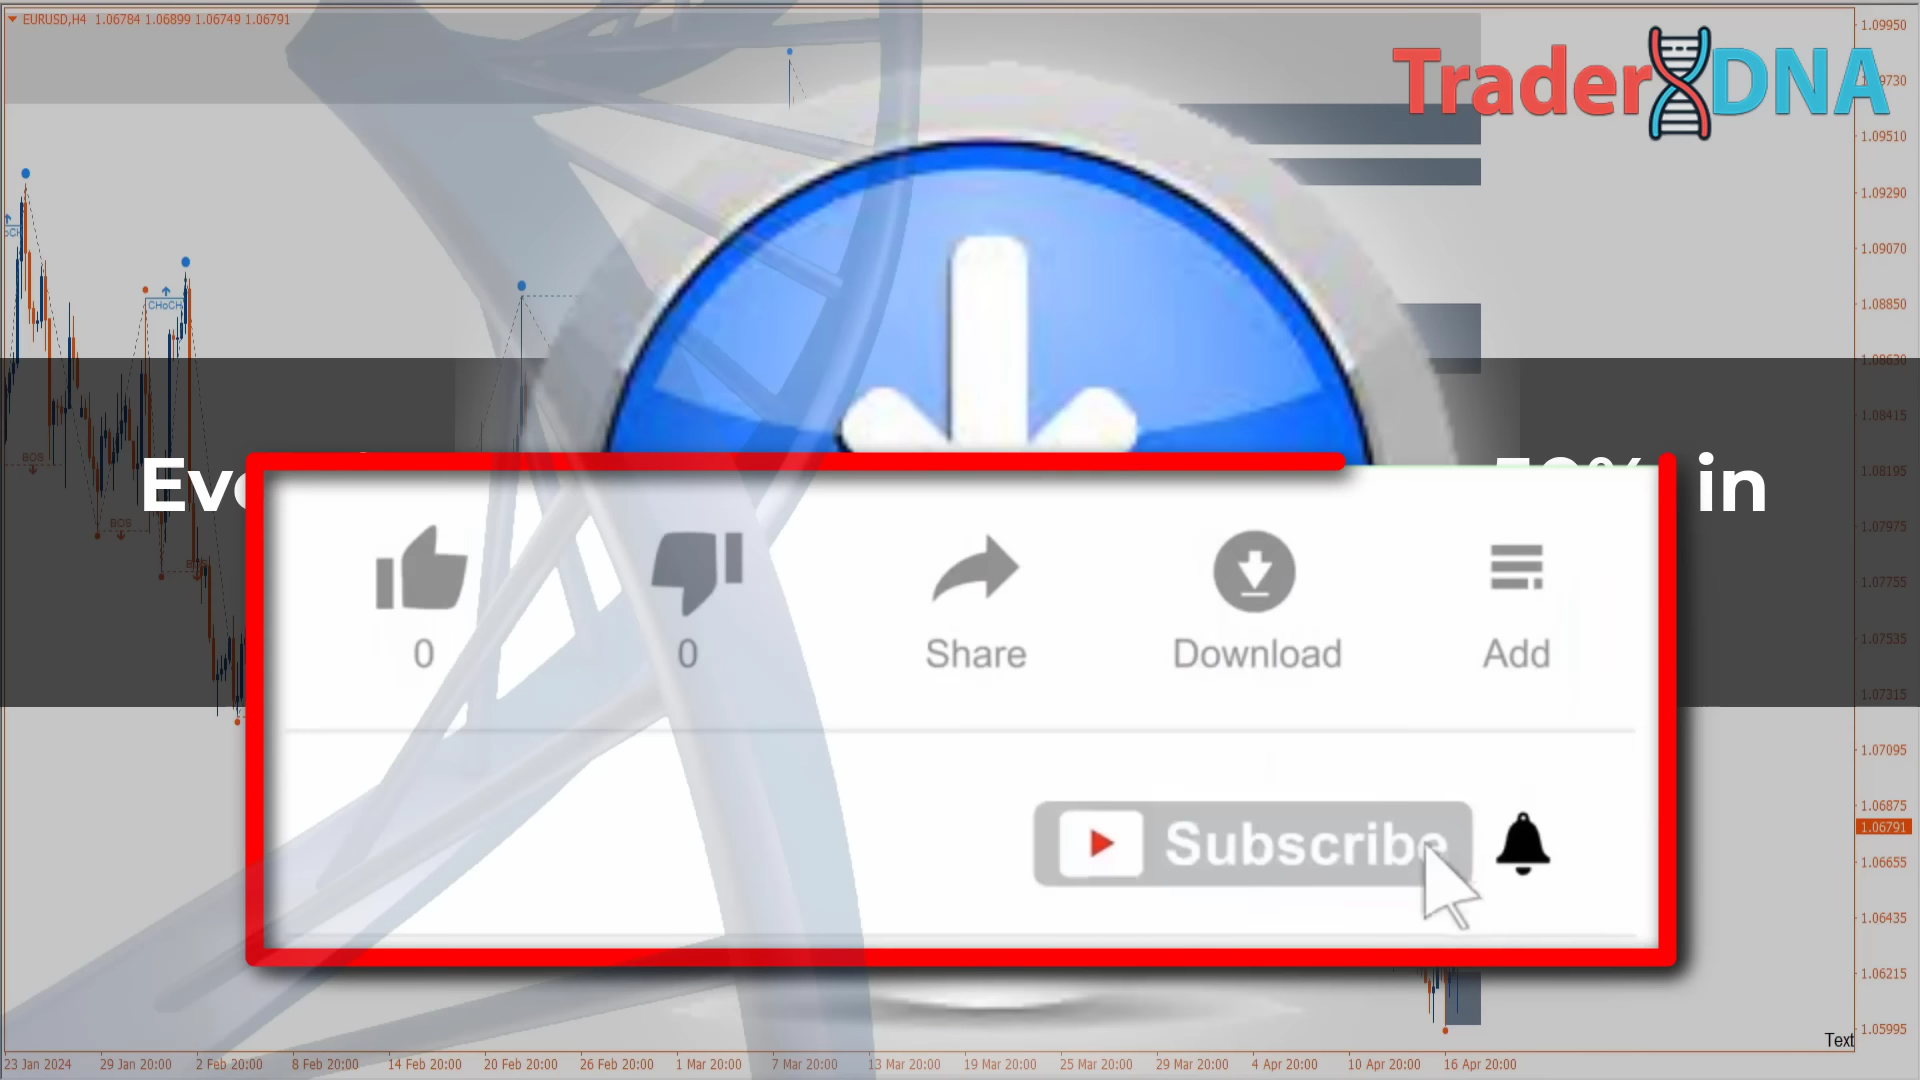 EURUSD,H4 1.06784 1.06899 1.06749 1.06791
TraderDNA
1.09950
1.09510
1.09290
1.09070
1.08850
1.08630
1.08415
1.08195
1.07975
1.07755
1.07535
1.07315
1.07095
1.06875
1.06791
1.06655
1.06435
1.06215
1.05995
CHoCH
BOS
BOS
in
0
0
Share
Download
Add
Subscribe
Text
23 Jan 2024
29 Jan 20:00
2 Feb 20:00
8 Feb 20:00
14 Feb 20:00
20 Feb 20:00
26 Feb 20:00
1 Mar 20:00
7 Mar 20:00
13 Mar 20:00
19 Mar 20:00
25 Mar 20:00
29 Mar 20:00
4 Apr 20:00
10 Apr 20:00
16 Apr 20:00